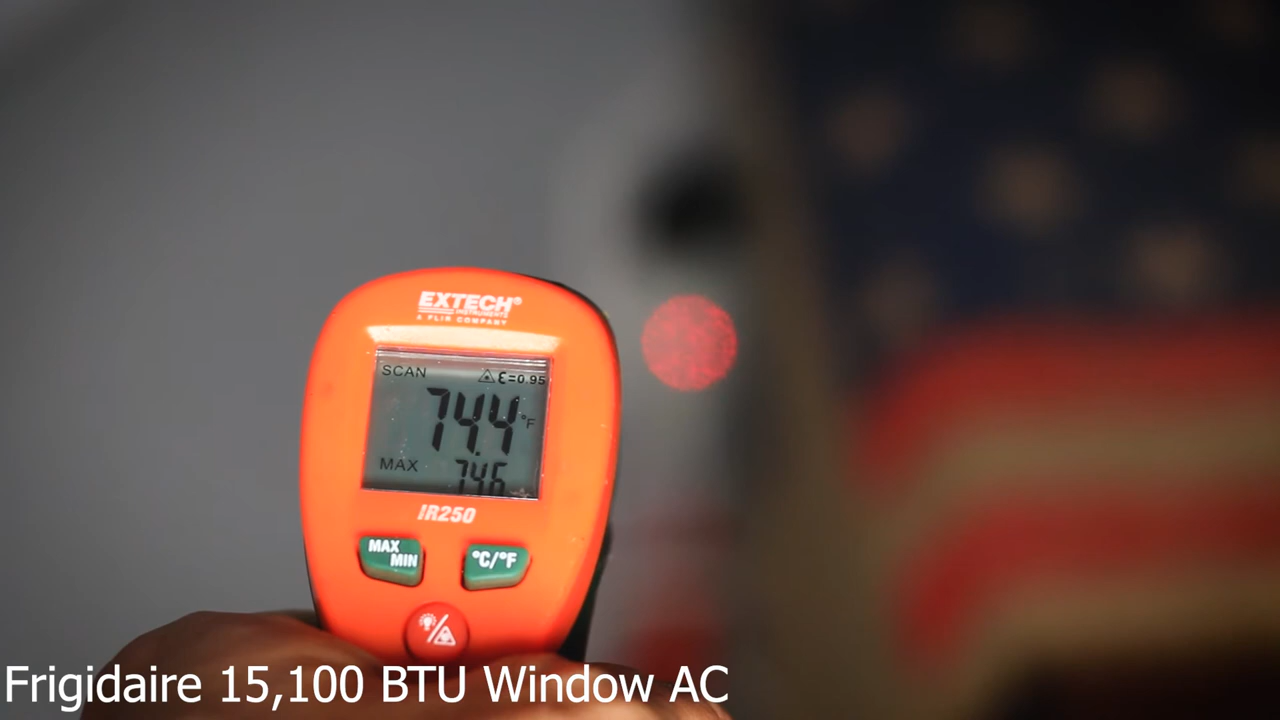 EXTECH®
INSTRUMENTS
A FLIR COMPANY
SCAN ε=0.95
74.4 °F
MAX 74.6
IR250
MAX MIN °C/°F
Frigidaire 15,100 BTU Window AC